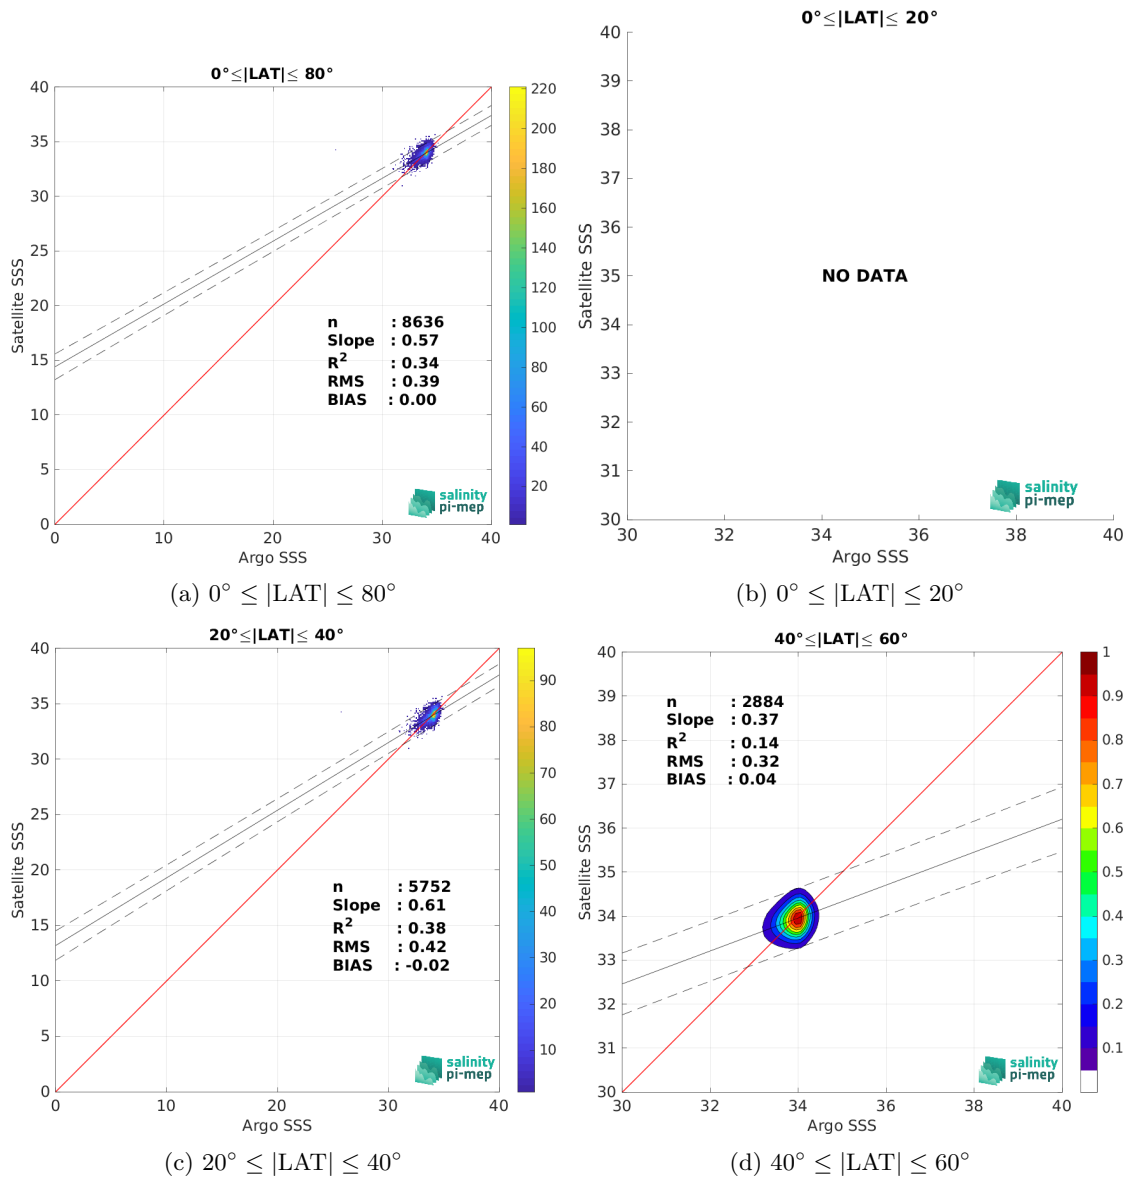 0°≤|LAT|≤ 80°
40
35
30
25
20
15
10
5
0
0
10
20
30
40
Satellite SSS
Argo SSS
n : 8636
Slope : 0.57
R² : 0.34
RMS : 0.39
BIAS : 0.00
salinity
pi-mep
220
200
180
160
140
120
100
80
60
40
20
(a) 0° ≤ |LAT| ≤ 80°
0°≤|LAT|≤ 20°
40
39
38
37
36
35
34
33
32
31
30
30
32
34
36
38
40
Satellite SSS
Argo SSS
NO DATA
salinity
pi-mep
(b) 0° ≤ |LAT| ≤ 20°
20°≤|LAT|≤ 40°
40
35
30
25
20
15
10
5
0
0
10
20
30
40
Satellite SSS
Argo SSS
n : 5752
Slope : 0.61
R² : 0.38
RMS : 0.42
BIAS : -0.02
salinity
pi-mep
90
80
70
60
50
40
30
20
10
(c) 20° ≤ |LAT| ≤ 40°
40°≤|LAT|≤ 60°
40
39
38
37
36
35
34
33
32
31
30
30
32
34
36
38
40
Satellite SSS
Argo SSS
n : 2884
Slope : 0.37
R² : 0.14
RMS : 0.32
BIAS : 0.04
salinity
pi-mep
1
0.9
0.8
0.7
0.6
0.5
0.4
0.3
0.2
0.1
(d) 40° ≤ |LAT| ≤ 60°